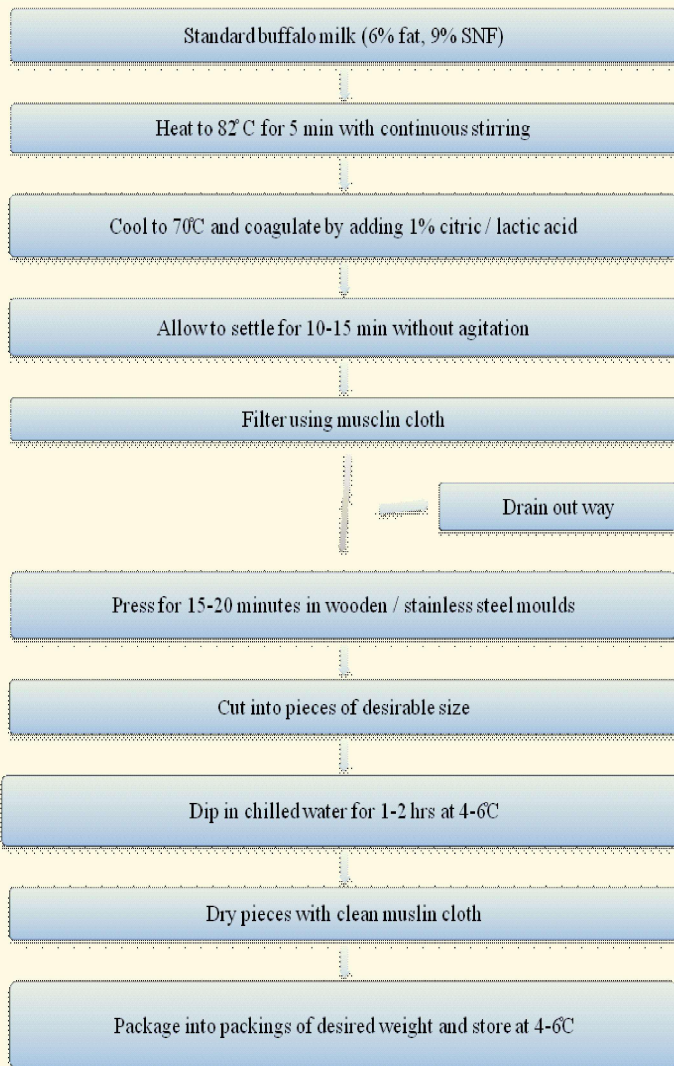 Standard buffalo milk (6% fat, 9% SNF)
Heat to 82°C for 5 min with continuous stirring
Cool to 70°C and coagulate by adding 1% citric / lactic acid
Allow to settle for 10-15 min without agitation
Filter using musclin cloth
Drain out way
Press for 15-20 minutes in wooden / stainless steel moulds
Cut into pieces of desirable size
Dip in chilled water for 1-2 hrs at 4-6°C
Dry pieces with clean muslin cloth
Package into packings of desired weight and store at 4-6°C